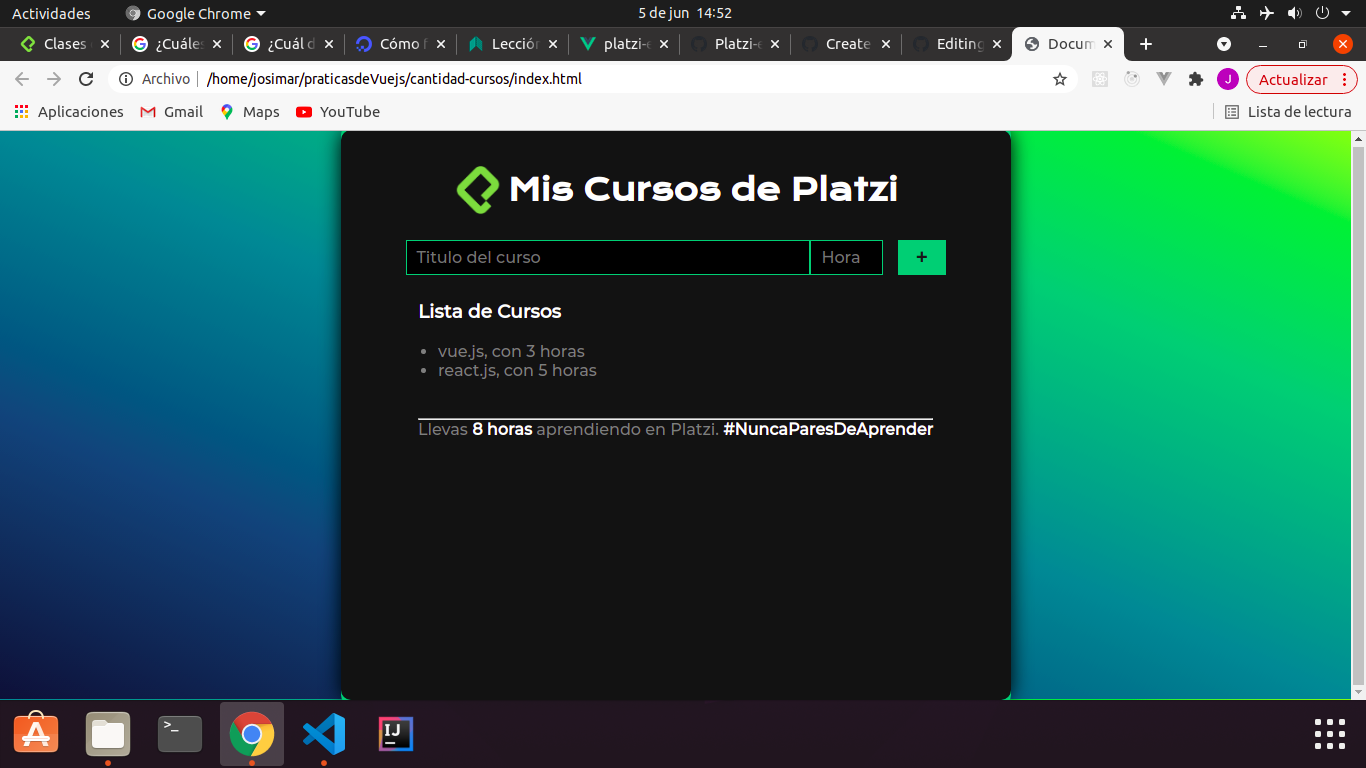 Actividades Google Chrome 5 de jun 14:52
Clases ¿Cuáles ¿Cuál d Cómo f Lección platzi-e Platzi-e Create Editing Docum
Archivo /home/josimar/praticasdeVuejs/cantidad-cursos/index.html J Actualizar
Aplicaciones Gmail Maps YouTube Lista de lectura
Mis Cursos de Platzi
Titulo del curso Hora +
Lista de Cursos
vue.js, con 3 horas
react.js, con 5 horas
Llevas 8 horas aprendiendo en Platzi. #NuncaParesDeAprender
>_ IJ